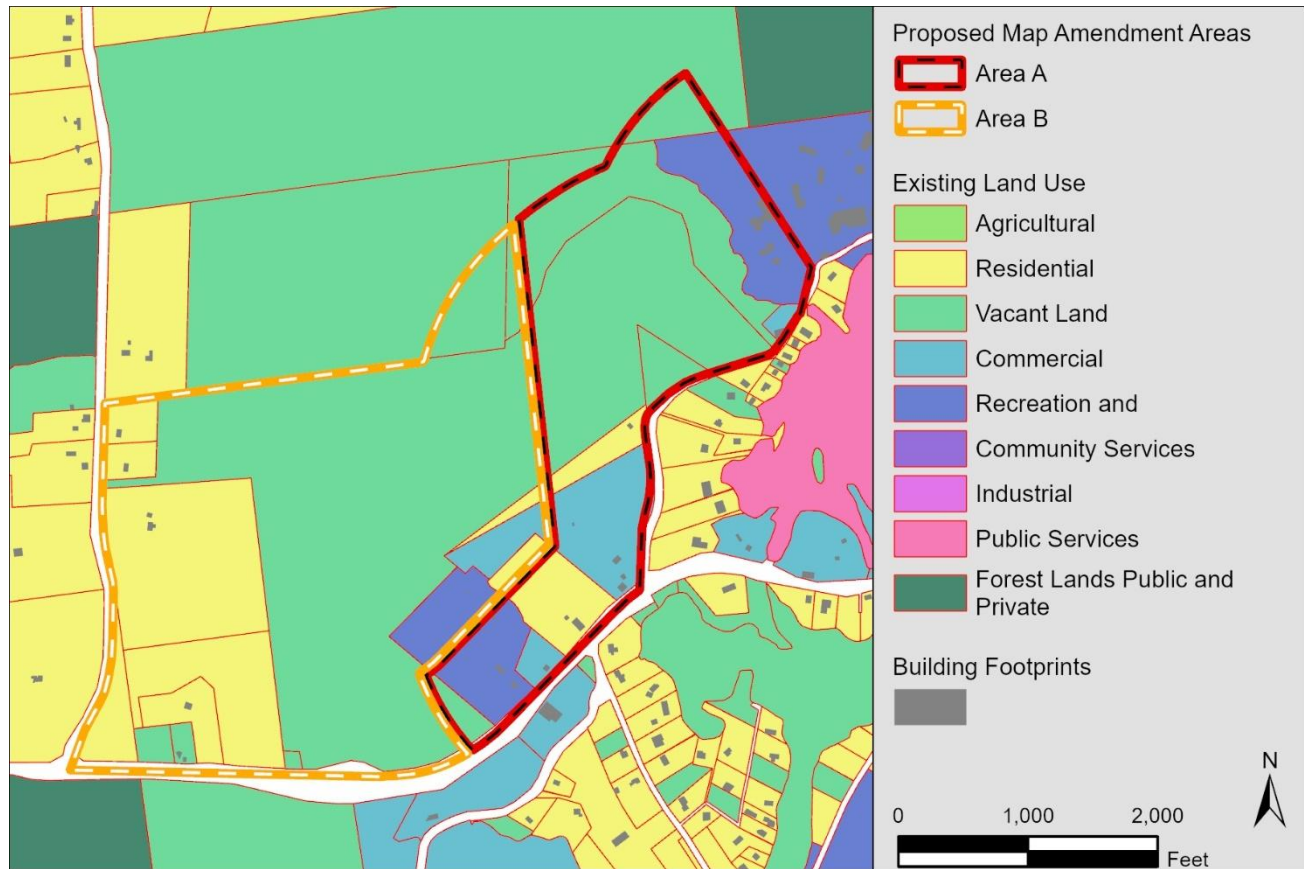 Proposed Map Amendment Areas
Area A
Area B
Existing Land Use
Agricultural
Residential
Vacant Land
Commercial
Recreation and
Community Services
Industrial
Public Services
Forest Lands Public and
Private
Building Footprints
N
0 1,000 2,000
Feet